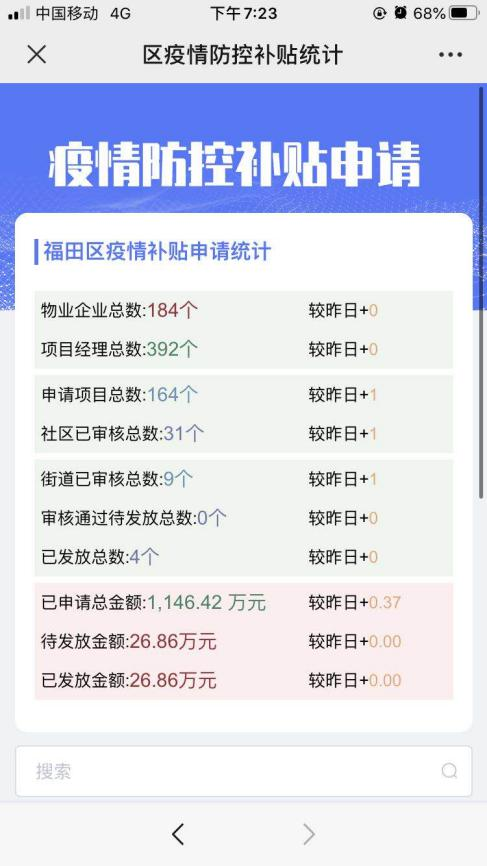 中国移动 4G 下午7:23 68%
区疫情防控补贴统计
疫情防控补贴申请
福田区疫情补贴申请统计
物业企业总数:184个 较昨日+0
项目经理总数:392个 较昨日+0
申请项目总数:164个 较昨日+1
社区已审核总数:31个 较昨日+1
街道已审核总数:9个 较昨日+1
审核通过待发放总数:0个 较昨日+0
已发放总数:4个 较昨日+0
已申请总金额:1,146.42 万元 较昨日+0.37
待发放金额:26.86万元 较昨日+0.00
已发放金额:26.86万元 较昨日+0.00
搜索